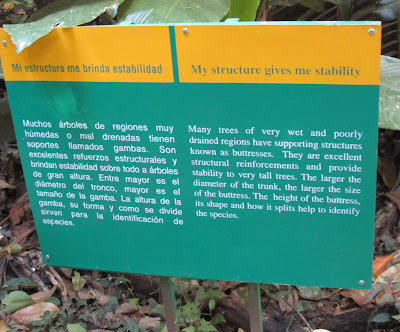 Mi estructura me brinda estabilidad
Muchos árboles de regiones muy
húmedas o mal drenadas tienen
soportes llamados gambas. Son
excelentes refuerzos estructurales y
brindan estabilidad sobre todo a árboles
de gran altura. Entre mayor es el
diámetro del tronco, mayor es el
tamaño de la gamba. La altura de la
gamba, su forma y como se divide
sirven para la identificación de
especies.
My structure gives me stability
Many trees of very wet and poorly
drained regions have supporting structures
known as buttresses. They are excellent
structural reinforcements and provide
stability to very tall trees. The larger the
diameter of the trunk, the larger the size
of the buttress. The height of the buttress,
its shape and how it splits help to identify
the species.